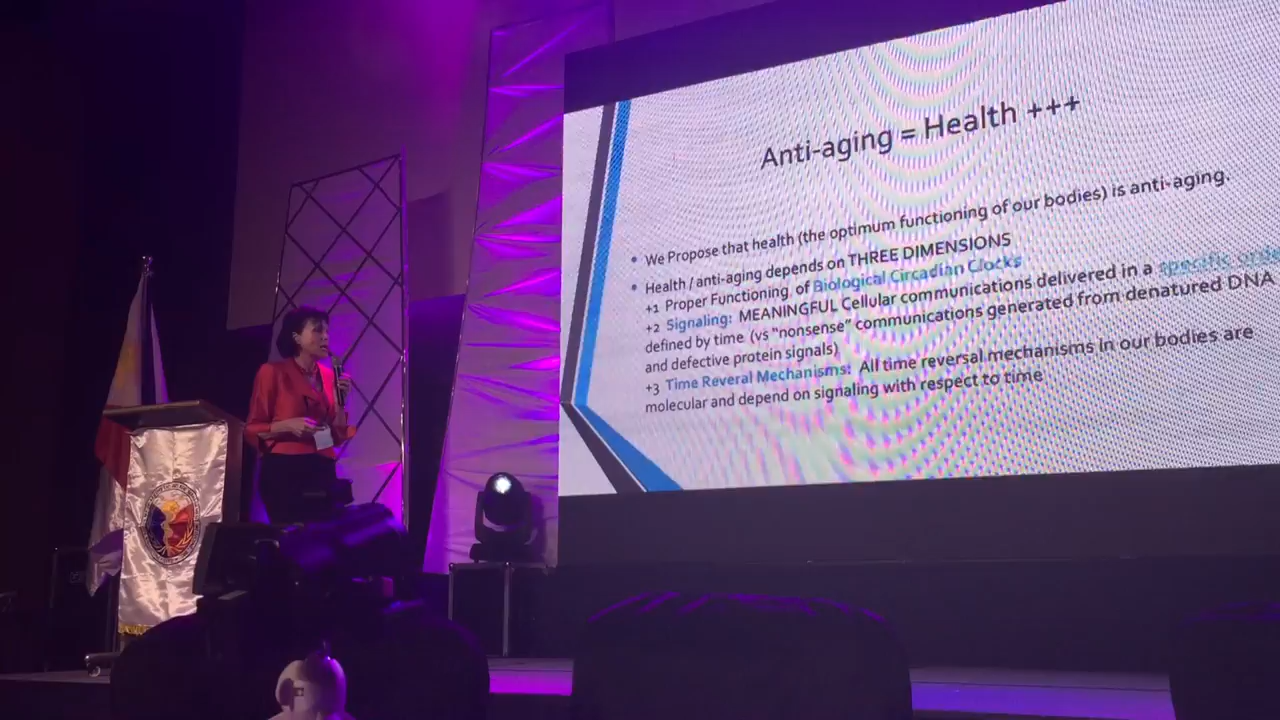 Anti-aging = Health +++
• We Propose that health (the optimum functioning of our bodies) is anti-aging.
• Health / anti-aging depends on THREE DIMENSIONS
+1 Proper Functioning of Biological Circadian Clocks
+2 Signaling: MEANINGFUL Cellular communications delivered in a specific
defined by time (vs "nonsense" communications generated from denatured DNA
and defective protein signals)
+3 Time Reveral Mechanisms: All time reversal mechanisms in our bodies are
molecular and depend on signaling with respect to time